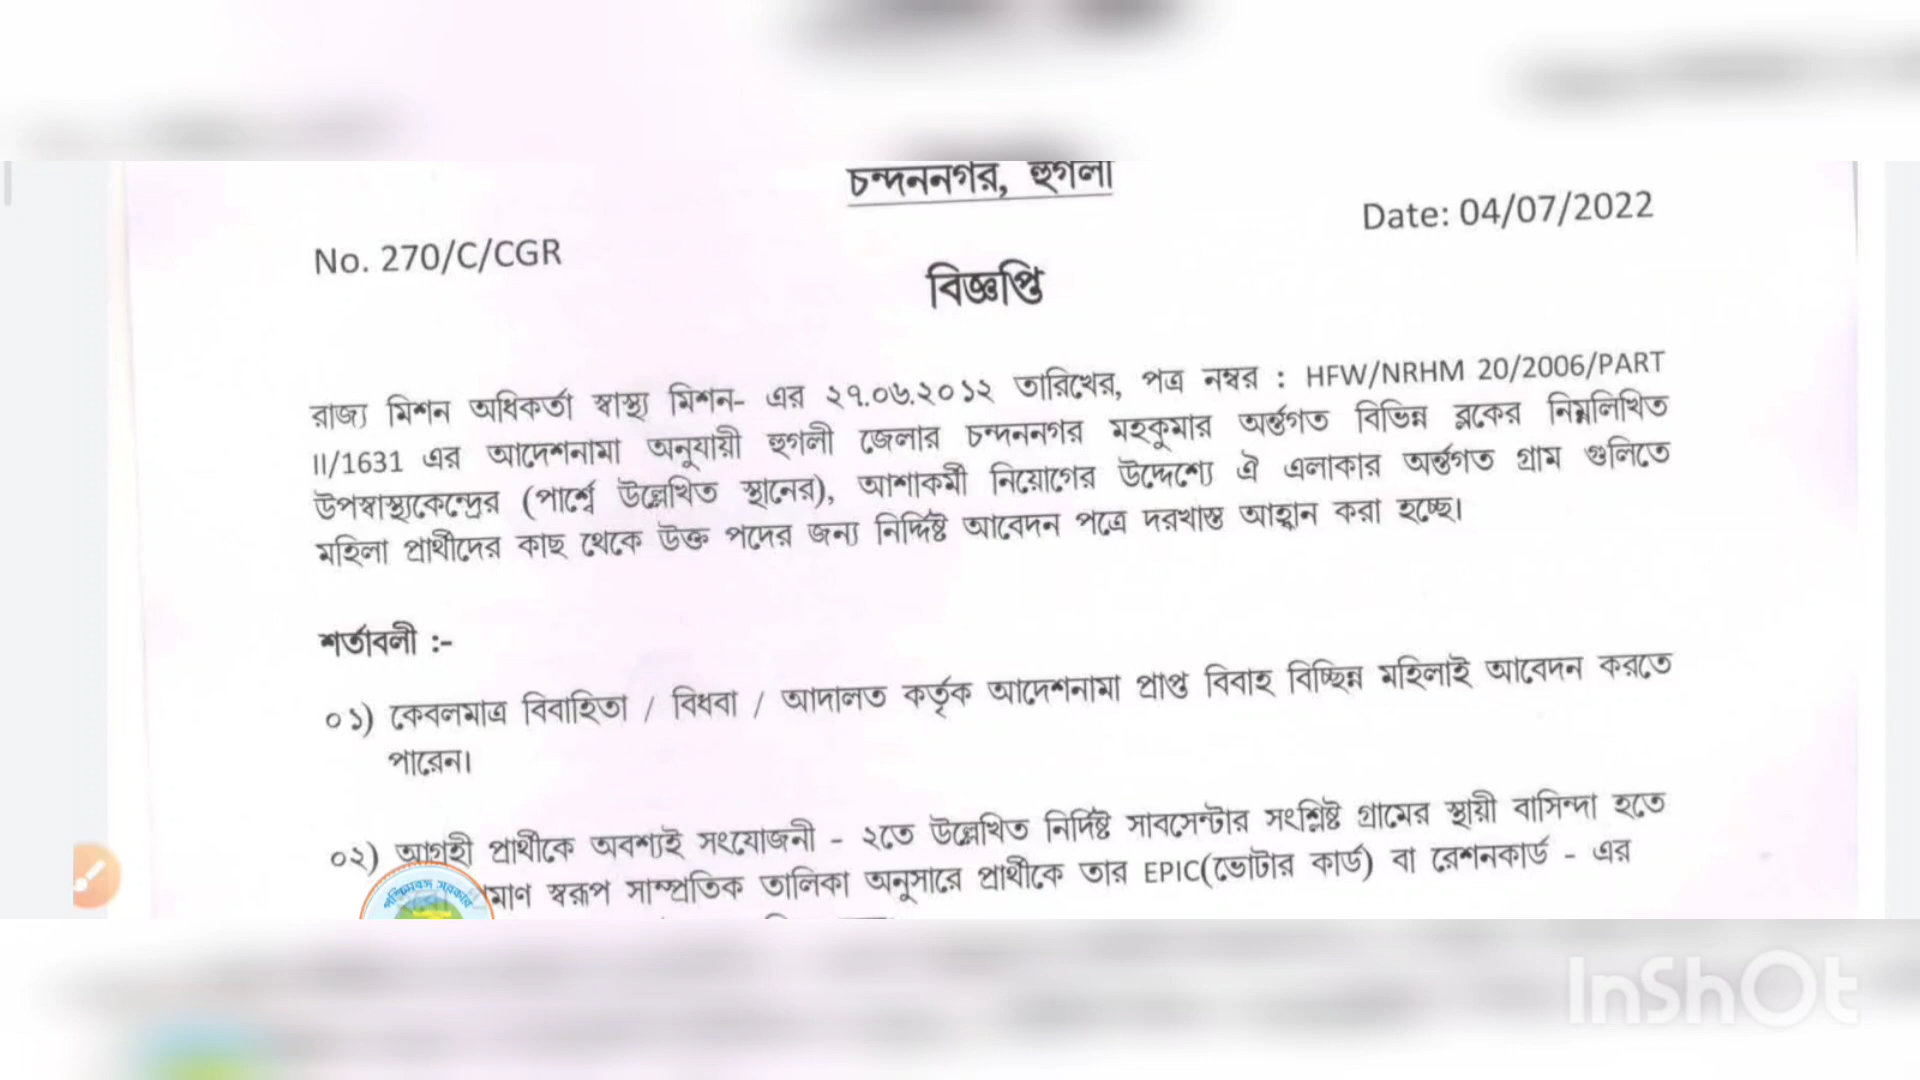 চন্দননগর, হুগলী
No. 270/C/CGR
Date: 04/07/2022
বিজ্ঞপ্তি
রাজ্য মিশন অধিকর্তা স্বাস্থ্য মিশন- এর ২৭.০৬.২০১২ তারিখের, পত্র নম্বর : HFW/NRHM 20/2006/PART
II/1631 এর আদেশনামা অনুযায়ী হুগলী জেলার চন্দননগর মহকুমার অর্ন্তগত বিভিন্ন ব্লকের নিম্নলিখিত
উপস্বাস্থ্যকেন্দ্রের (পার্শ্বে উল্লেখিত স্থানের), আশাকর্মী নিয়োগের উদ্দেশ্যে ঐ এলাকার অর্ন্তগত গ্রাম গুলিতে
মহিলা প্রার্থীদের কাছ থেকে উক্ত পদের জন্য নির্দ্দিষ্ট আবেদন পত্রে দরখাস্ত আহ্বান করা হচ্ছে।
শর্তাবলী :-
০১) কেবলমাত্র বিবাহিতা / বিধবা / আদালত কর্তৃক আদেশনামা প্রাপ্ত বিবাহ বিচ্ছিন্ন মহিলাই আবেদন করতে
পারেন।
০২) আগ্রহী প্রার্থীকে অবশ্যই সংযোজনী - ২তে উল্লেখিত নির্দিষ্ট সাবসেন্টার সংশ্লিষ্ট গ্রামের স্থায়ী বাসিন্দা হতে
স্বরূপ সাম্প্রতিক তালিকা অনুসারে প্রার্থীকে তার EPIC(ভোটার কার্ড) বা রেশনকার্ড - এর
পশ্চিমবঙ্গ সরকার
InShOt